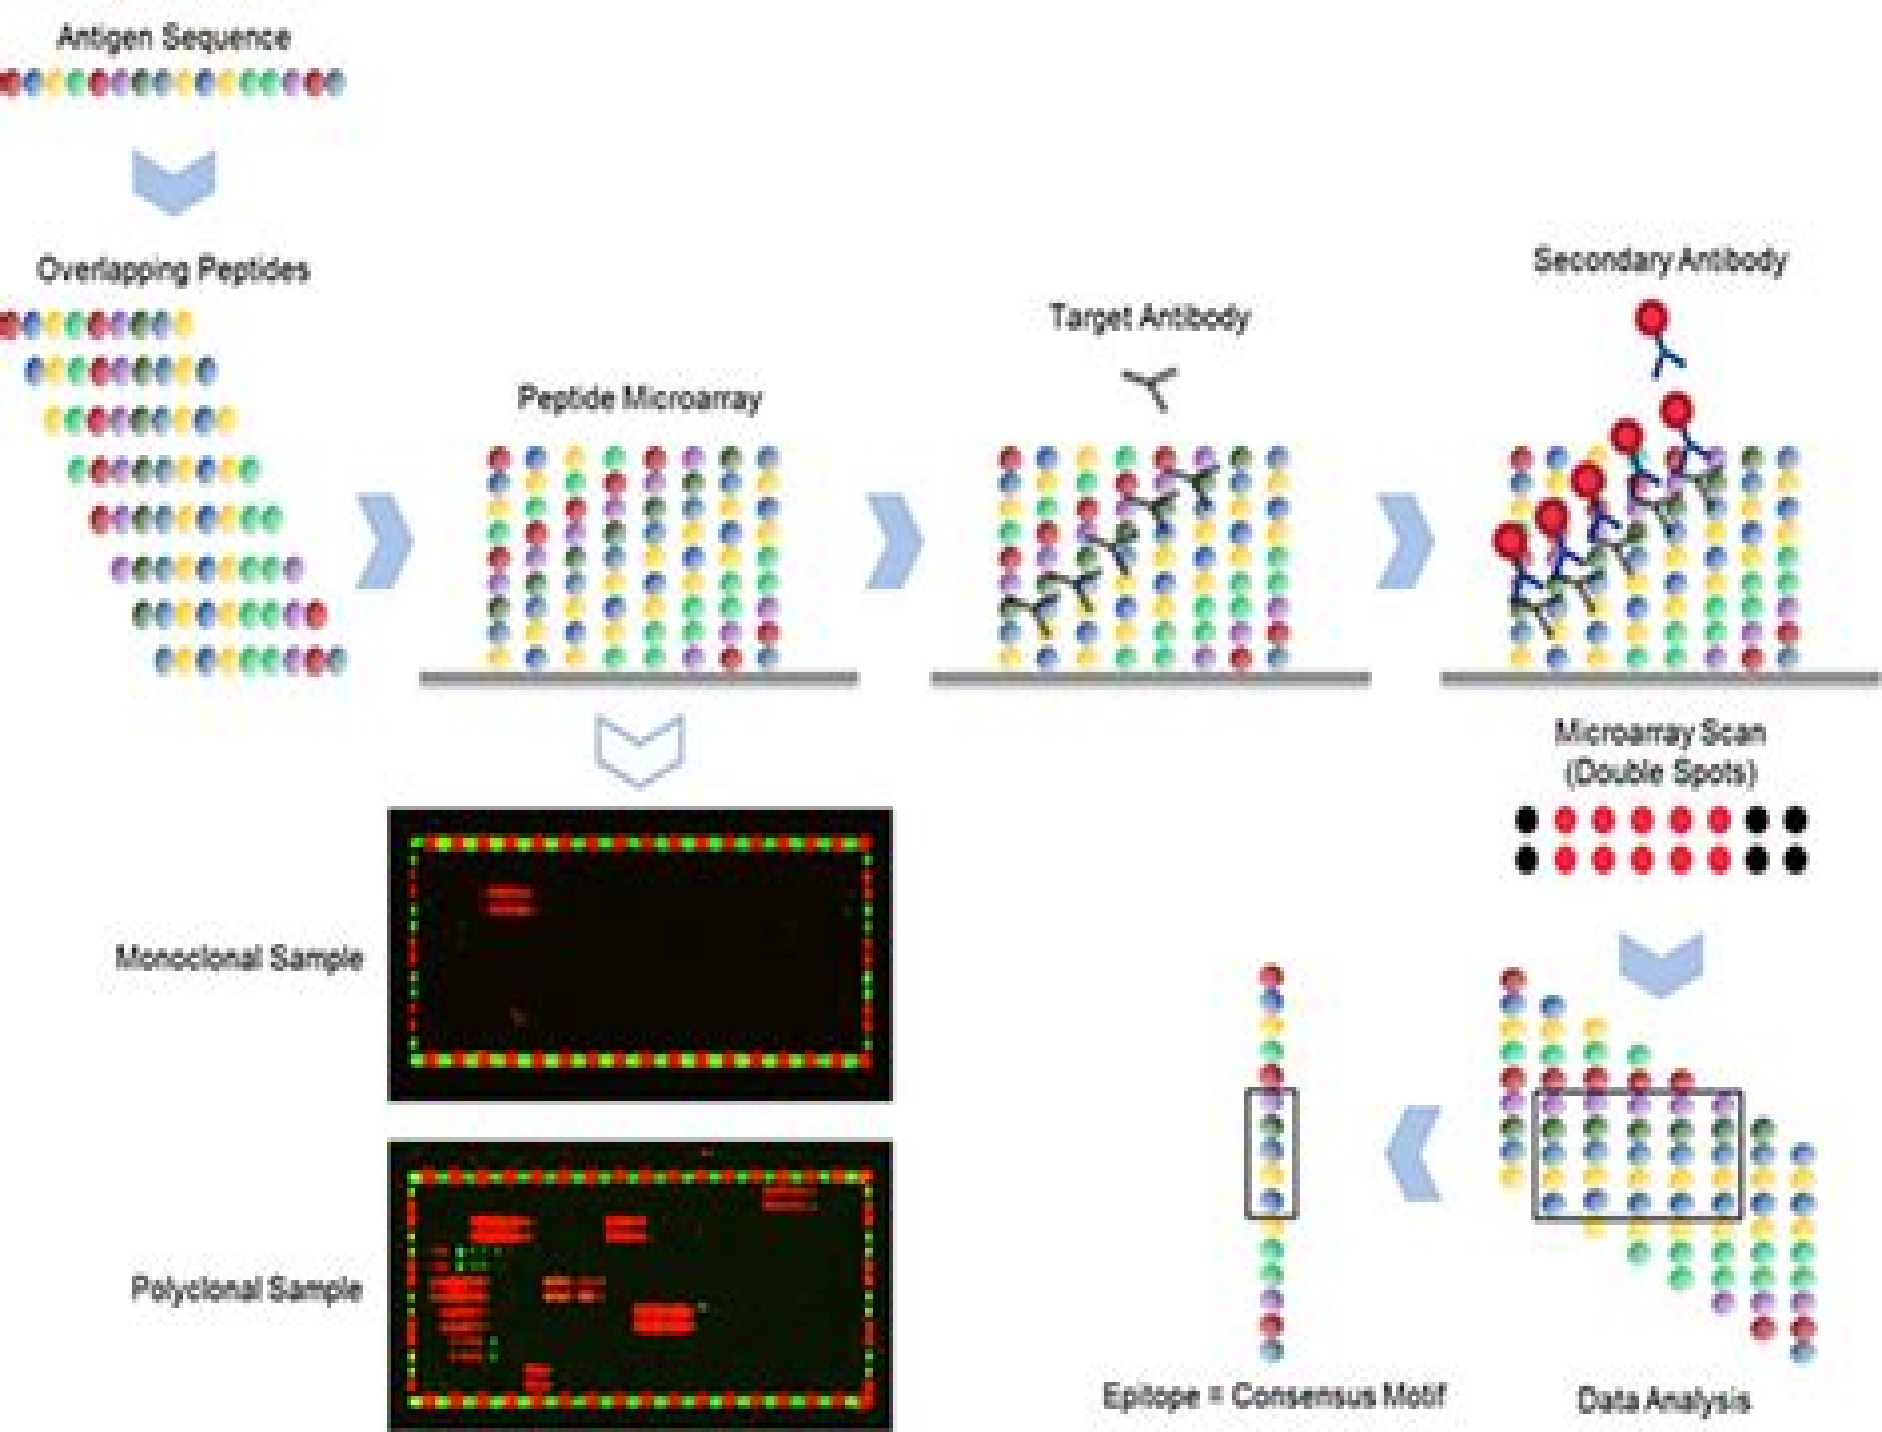 Antigen Sequence
Overlapping Peptides
Peptide Microarray
Target Antibody
Secondary Antibody
Microarray Scan
(Double Spots)
Monoclonal Sample
Polyclonal Sample
Epitope = Consensus Motif
Data Analysis